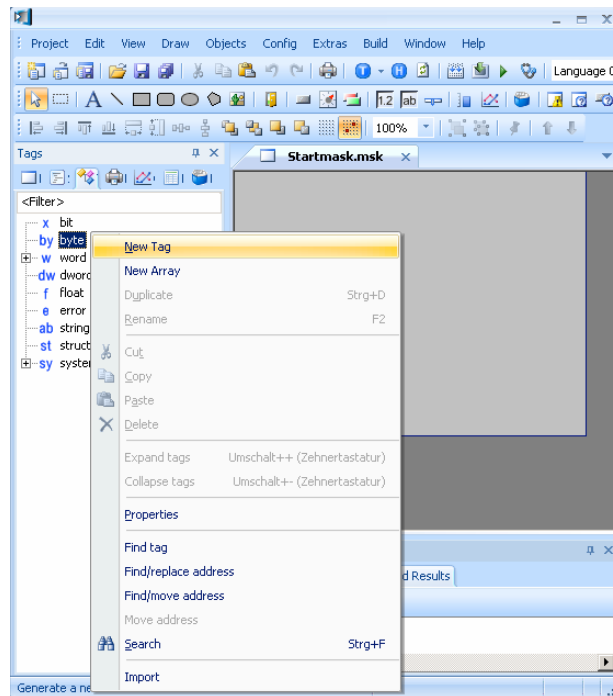 Project Edit View Draw Objects Config Extras Build Window Help
Language
A 1.2 ab
100%
Tags
Startmask.msk
<Filter>
x bit
by byte
w word
dw dword
f float
e error
ab string
st struct
sy system
New Tag
New Array
Duplicate Strg+D
Rename F2
Cut
Copy
Paste
Delete
Expand tags Umschalt++ (Zehnertastatur)
Collapse tags Umschalt+- (Zehnertastatur)
Properties
Find tag
Find/replace address
Find/move address
Move address
Search Strg+F
Import
d Results
Generate a ne